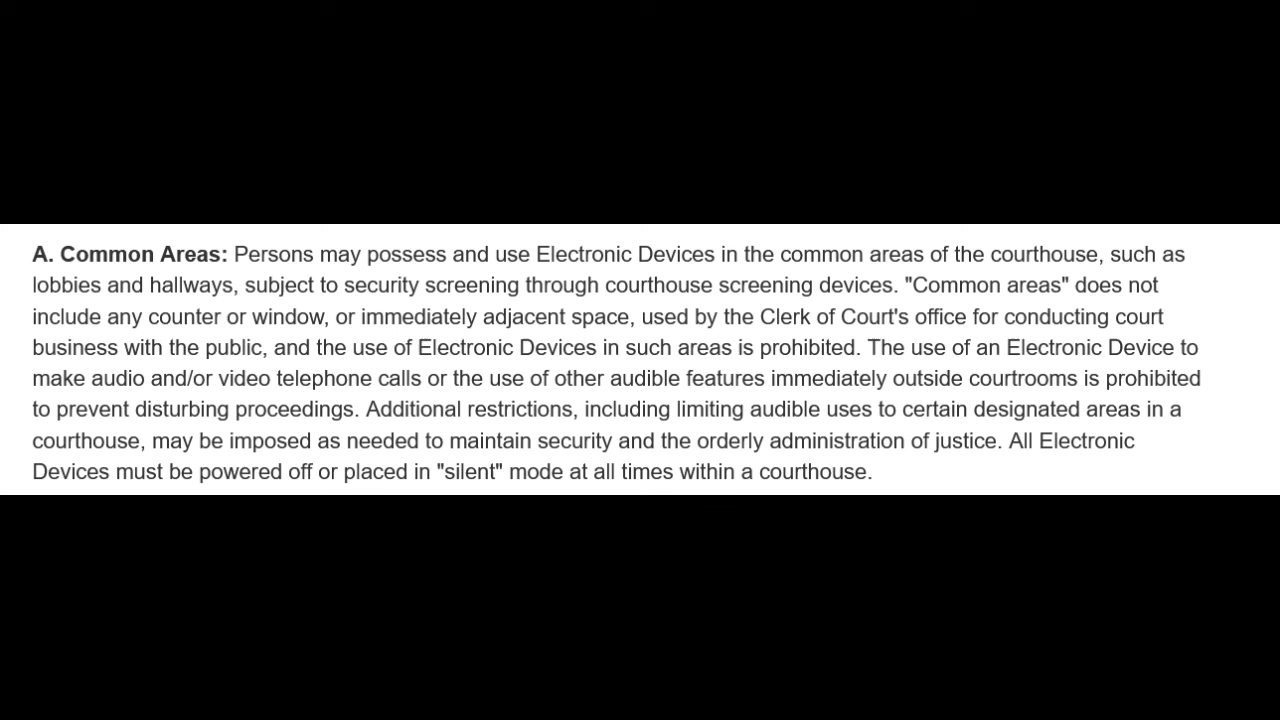 A. Common Areas: Persons may possess and use Electronic Devices in the common areas of the courthouse, such as
lobbies and hallways, subject to security screening through courthouse screening devices. "Common areas" does not
include any counter or window, or immediately adjacent space, used by the Clerk of Court's office for conducting court
business with the public, and the use of Electronic Devices in such areas is prohibited. The use of an Electronic Device to
make audio and/or video telephone calls or the use of other audible features immediately outside courtrooms is prohibited
to prevent disturbing proceedings. Additional restrictions, including limiting audible uses to certain designated areas in a
courthouse, may be imposed as needed to maintain security and the orderly administration of justice. All Electronic
Devices must be powered off or placed in "silent" mode at all times within a courthouse.